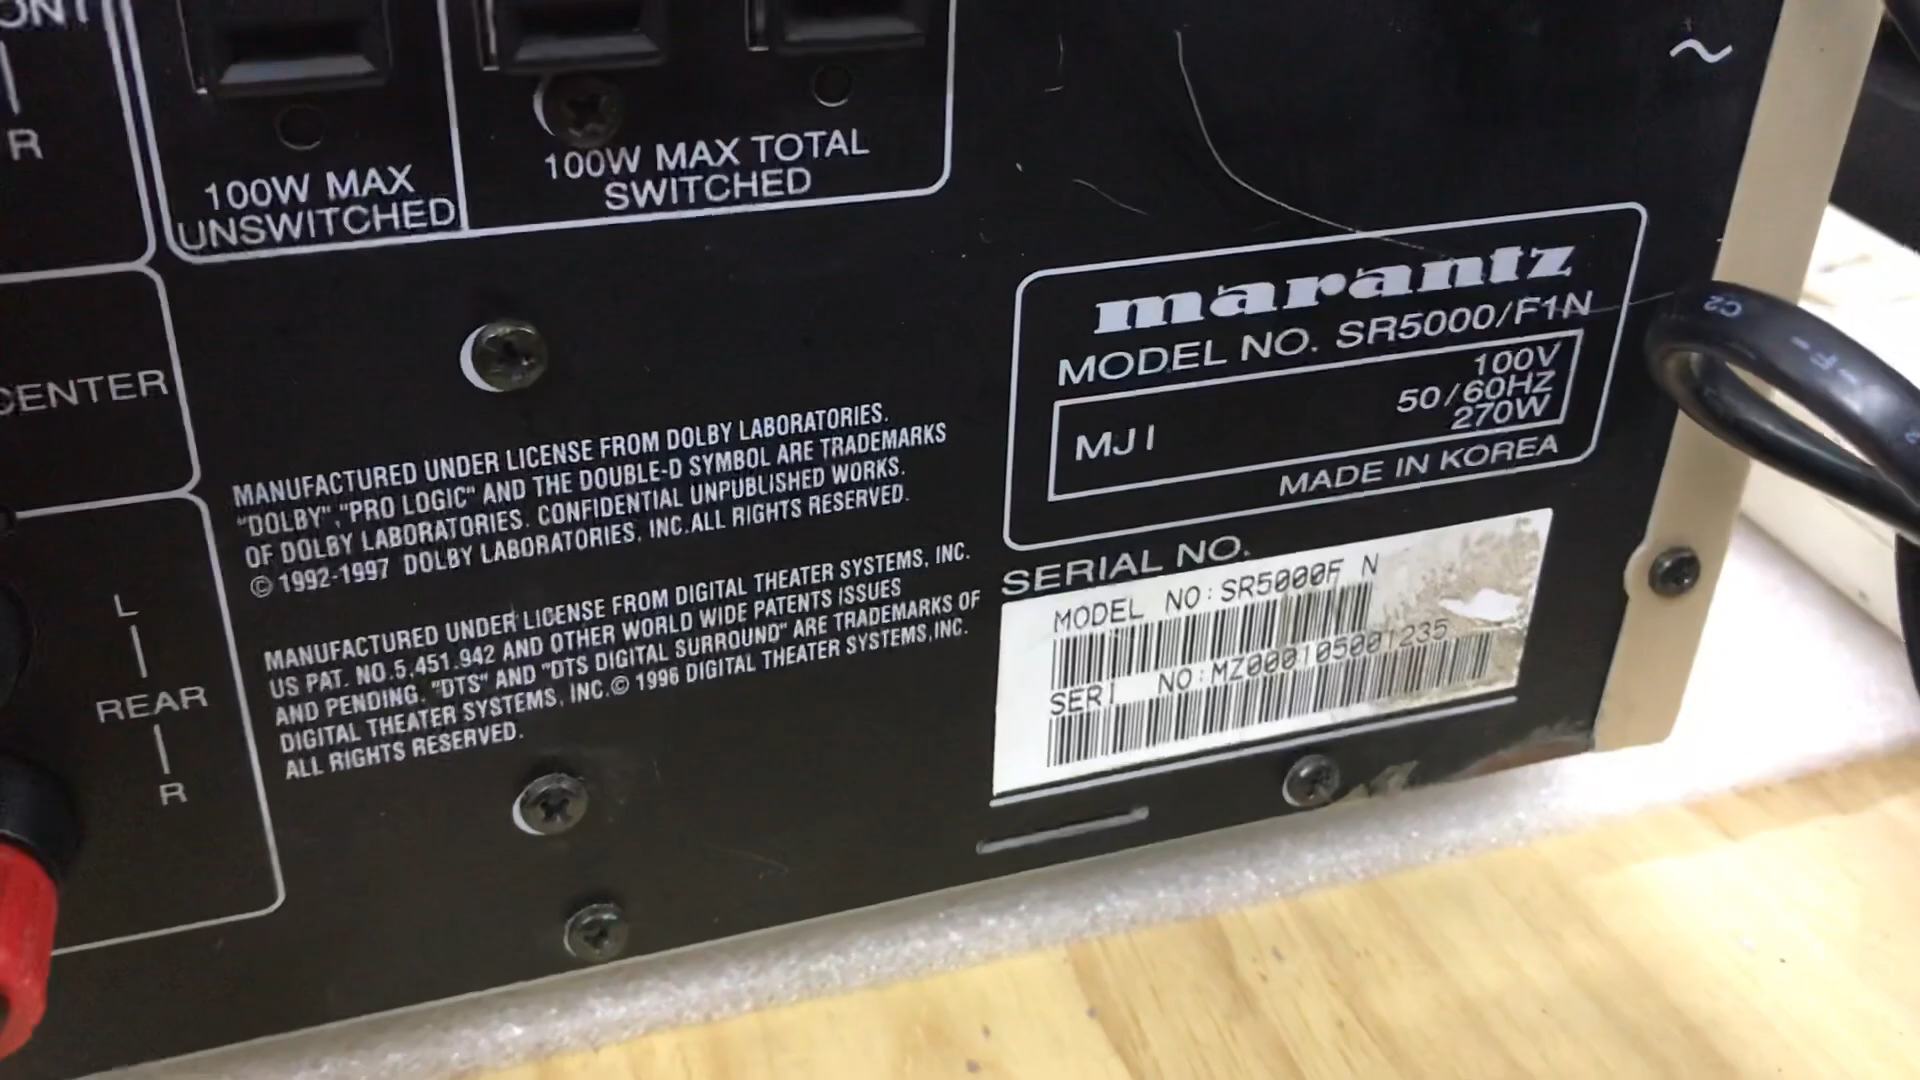 R
100W MAX
UNSWITCHED
100W MAX TOTAL
SWITCHED
~
marantz
MODEL NO. SR5000/F1N
MJI
100V
50/60HZ
270W
MADE IN KOREA
CENTER
MANUFACTURED UNDER LICENSE FROM DOLBY LABORATORIES.
"DOLBY", "PRO LOGIC" AND THE DOUBLE-D SYMBOL ARE TRADEMARKS
OF DOLBY LABORATORIES. CONFIDENTIAL UNPUBLISHED WORKS.
© 1992-1997 DOLBY LABORATORIES, INC.ALL RIGHTS RESERVED.
MANUFACTURED UNDER LICENSE FROM DIGITAL THEATER SYSTEMS, INC.
US PAT. NO.5,451,942 AND OTHER WORLD WIDE PATENTS ISSUES
AND PENDING. "DTS" AND "DTS DIGITAL SURROUND" ARE TRADEMARKS OF
DIGITAL THEATER SYSTEMS, INC.© 1996 DIGITAL THEATER SYSTEMS,INC.
ALL RIGHTS RESERVED.
SERIAL NO.
MODEL NO:SR5000F N
SERI NO:MZ000105001235
L
REAR
R